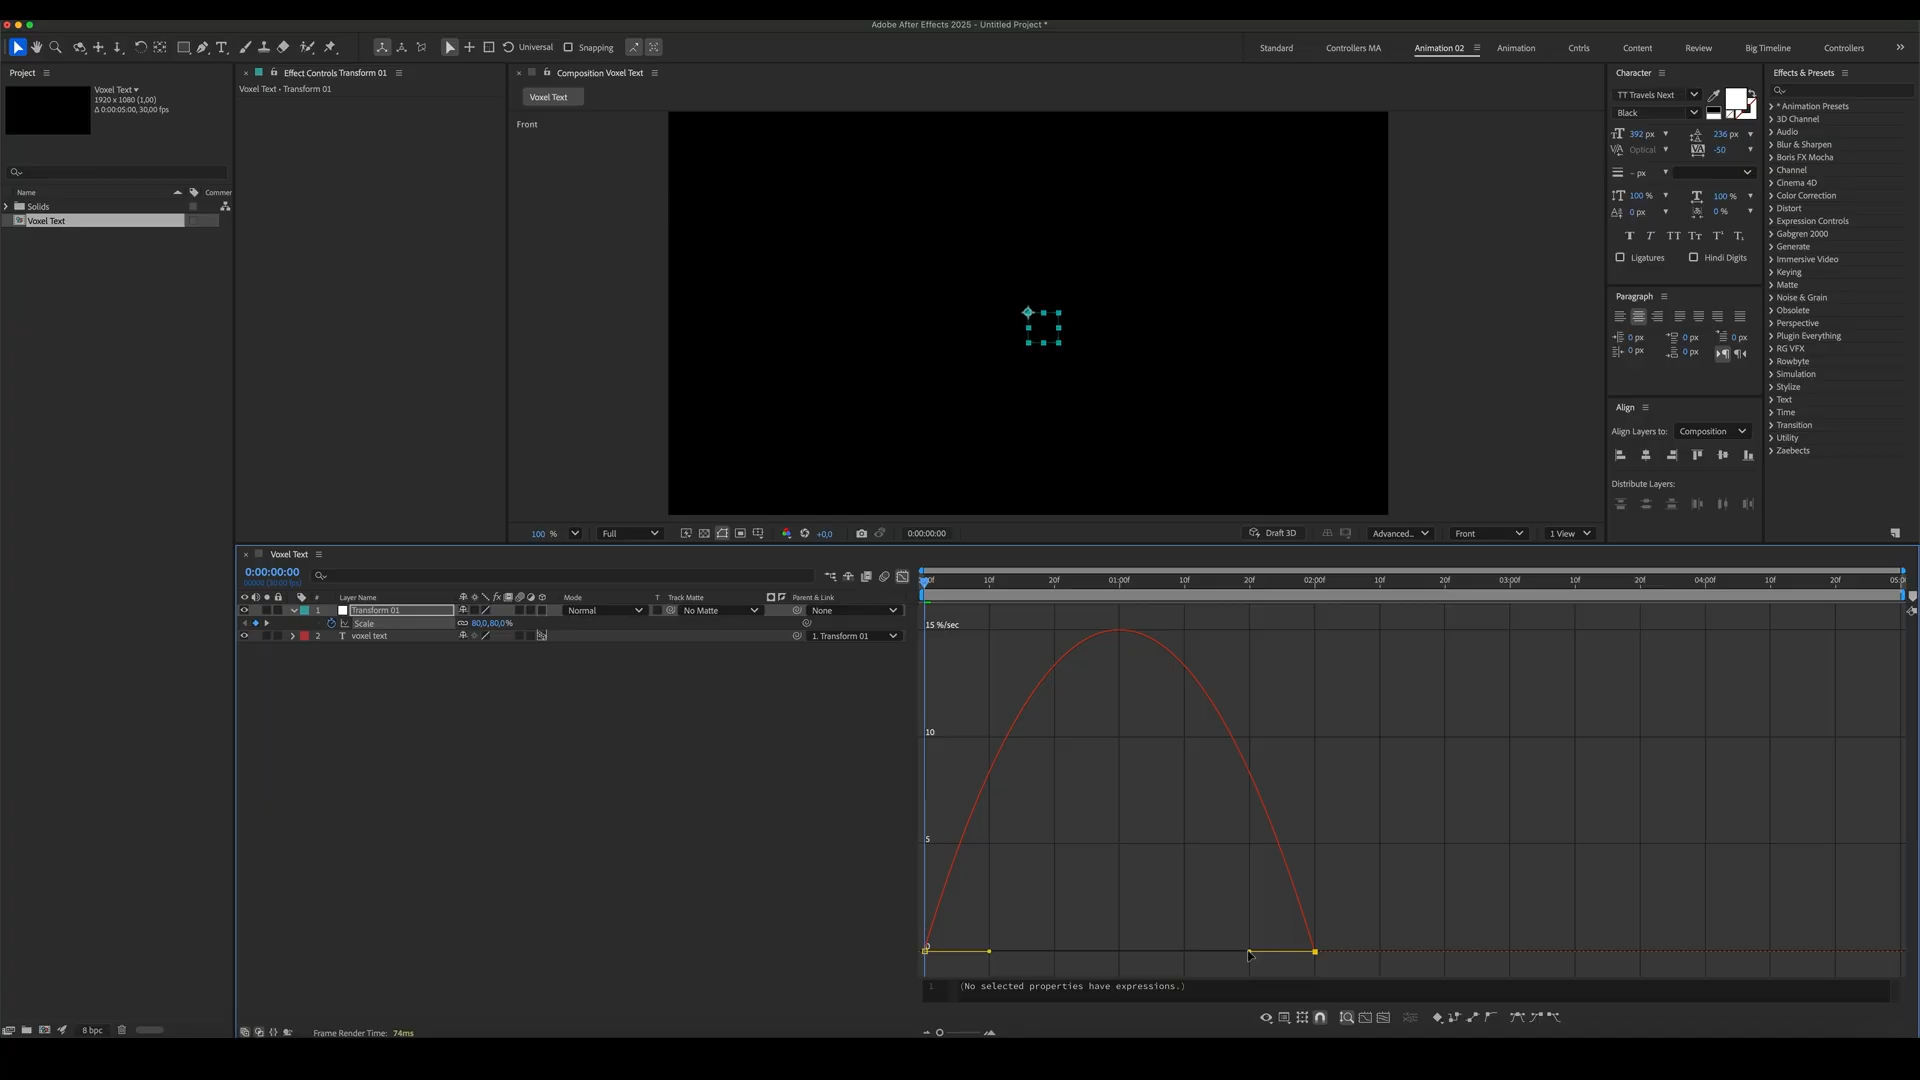 Adobe After Effects 2025 - Untitled Project *
Universal
Snapping
Standard
Controllers MA
Animation 02
Animation
Cntrls
Content
Review
Big Timeline
Controllers
Project
Voxel Text
1920 x 1080 (1,00)
Δ 0:00:05:00, 30,00 fps
Name
Commer
Solids
Voxel Text
8 bpc
Effect Controls Transform 01
Voxel Text • Transform 01
Composition Voxel Text
Voxel Text
Front
100 %
Full
+0,0
0:00:00:00
Draft 3D
Advanced...
Front
1 View
Character
TT Travels Next
Black
392 px
236 px
Optical
-50
- px
100 %
100 %
0 px
0 %
Ligatures
Hindi Digits
Paragraph
0 px
0 px
0 px
0 px
0 px
Align
Align Layers to:
Composition
Distribute Layers:
Effects & Presets
* Animation Presets
3D Channel
Audio
Blur & Sharpen
Boris FX Mocha
Channel
Cinema 4D
Color Correction
Distort
Expression Controls
Gabgren 2000
Generate
Immersive Video
Keying
Matte
Noise & Grain
Obsolete
Perspective
Plugin Everything
RG VFX
Rowbyte
Simulation
Stylize
Text
Time
Transition
Utility
Zaebects
Voxel Text
0:00:00:00
00000 (30.00 fps)
#
Layer Name
Mode
T
Track Matte
Parent & Link
1
Transform 01
Normal
No Matte
None
Scale
80,0,80,0%
2
T
voxel text
1. Transform 01
10f
20f
01:00f
10f
20f
02:00f
10f
20f
03:00f
10f
20f
04:00f
10f
20f
15 %/sec
10
5
0
1
(No selected properties have expressions.)
Frame Render Time: 74ms